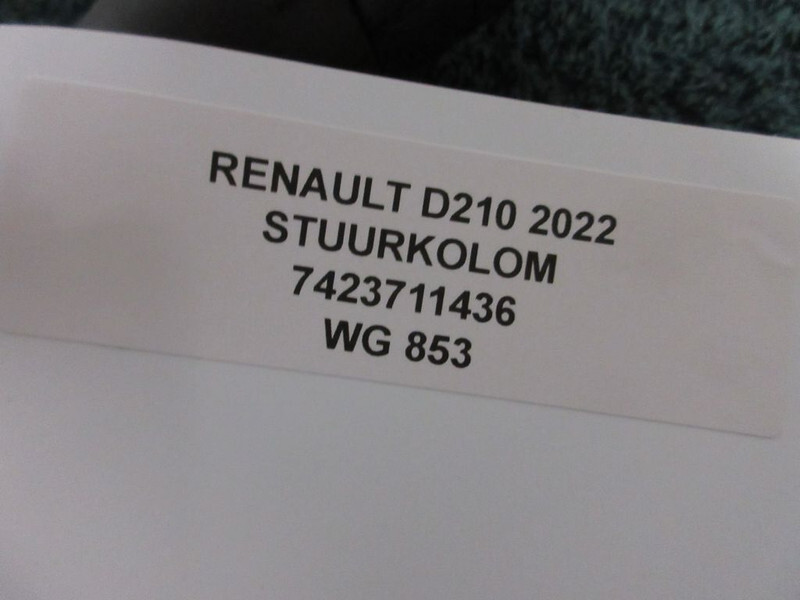 RENAULT D210 2022
STUURKOLOM
7423711436
WG 853